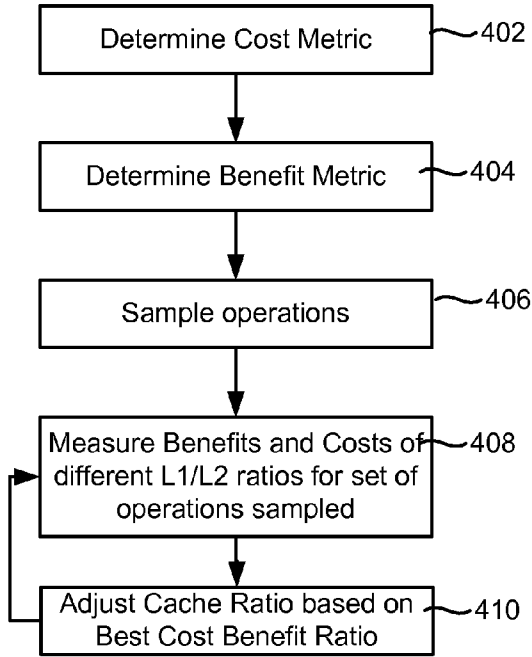 Determine Cost Metric
402
Determine Benefit Metric
404
Sample operations
406
Measure Benefits and Costs of
different L1/L2 ratios for set of
operations sampled
408
Adjust Cache Ratio based on
Best Cost Benefit Ratio
410